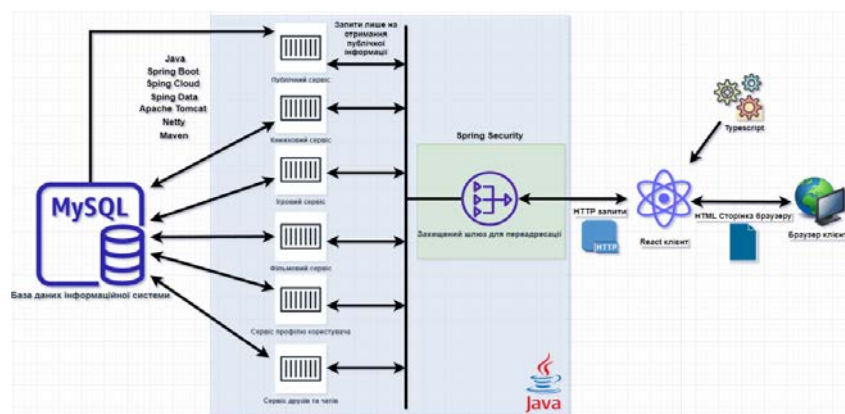 Java
Spring Boot
Sping Cloud
Sping Data
Apache Tomcat
Netty
Maven
MySQL
База даних інформаційної системи
Запити лише на
отримання
публічної
інформації
Публічний сервіс
Книжковий сервіс
Ігровий сервіс
Фільмовий сервіс
Сервіс профілю користувача
Сервіс друзів та чатів
Spring Security
Захищений шлюз для переадресації
Java
HTTP запити
HTTP
Typescript
React клієнт
HTML Сторінка браузеру
Браузер клієнт